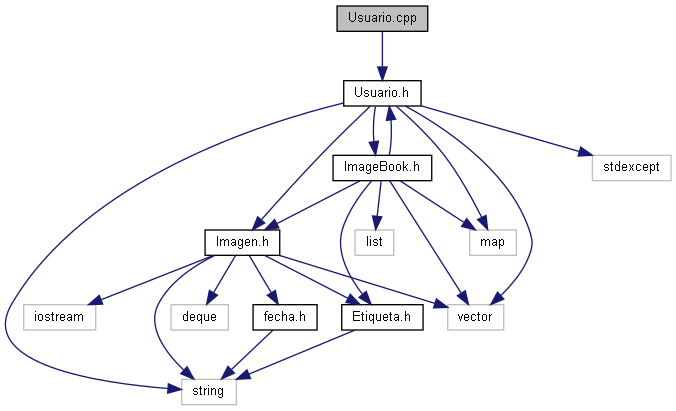 Usuario.cpp
Usuario.h
ImageBook.h
stdexcept
Imagen.h
list
map
iostream
deque
fecha.h
Etiqueta.h
vector
string